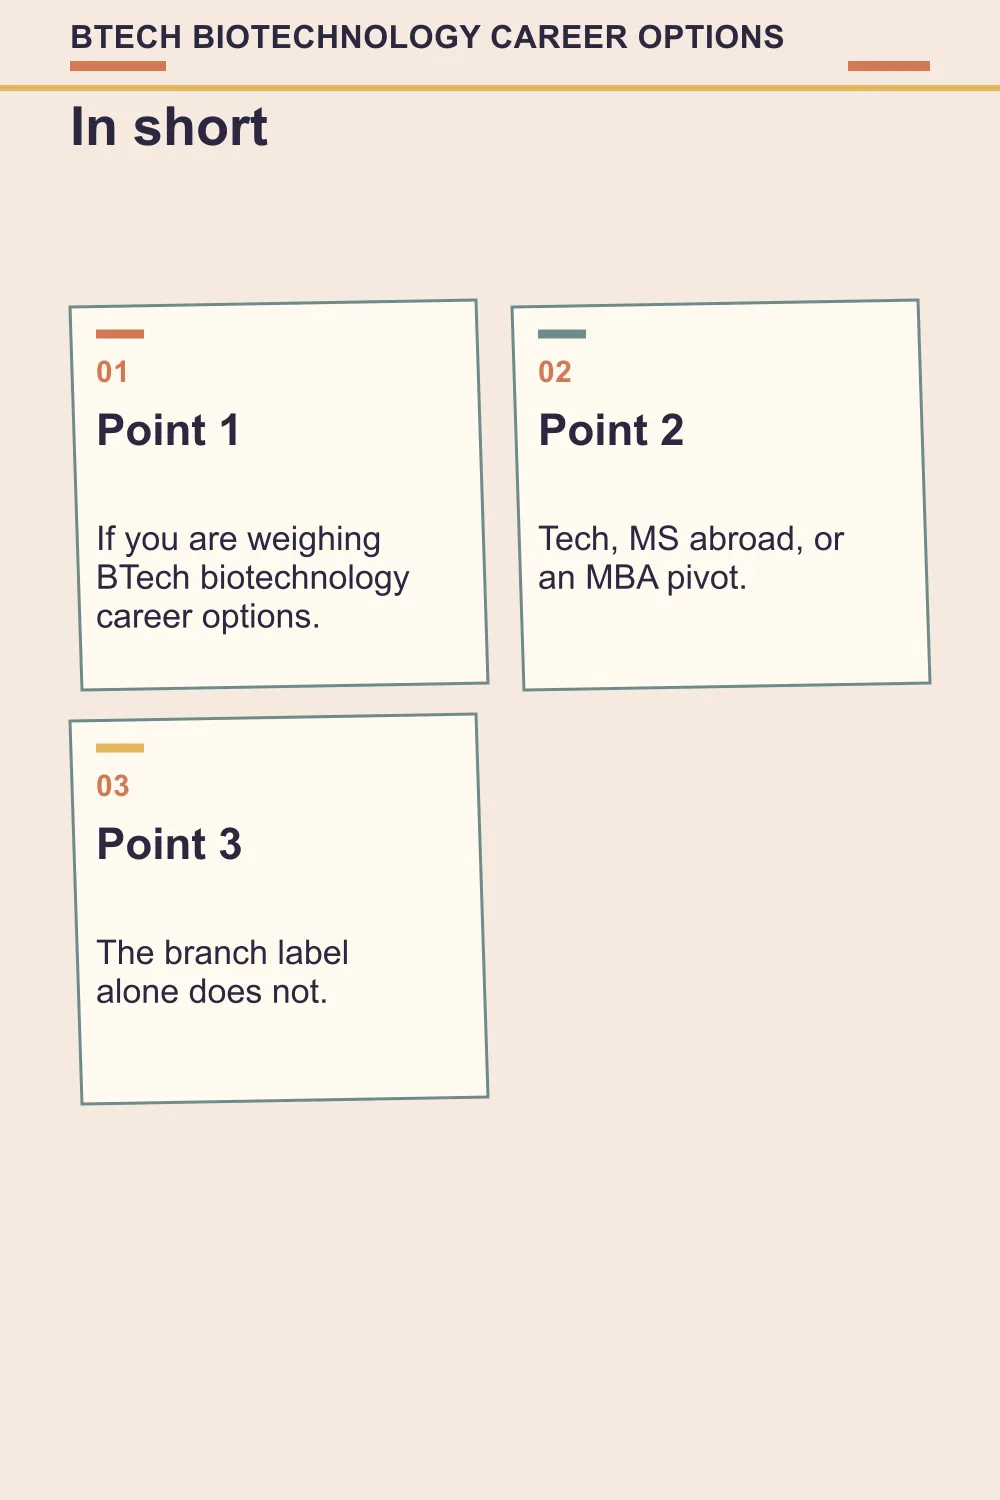 BTECH BIOTECHNOLOGY CAREER OPTIONS
In short
01
Point 1
If you are weighing
BTech biotechnology
career options.
02
Point 2
Tech, MS abroad, or
an MBA pivot.
03
Point 3
The branch label
alone does not.